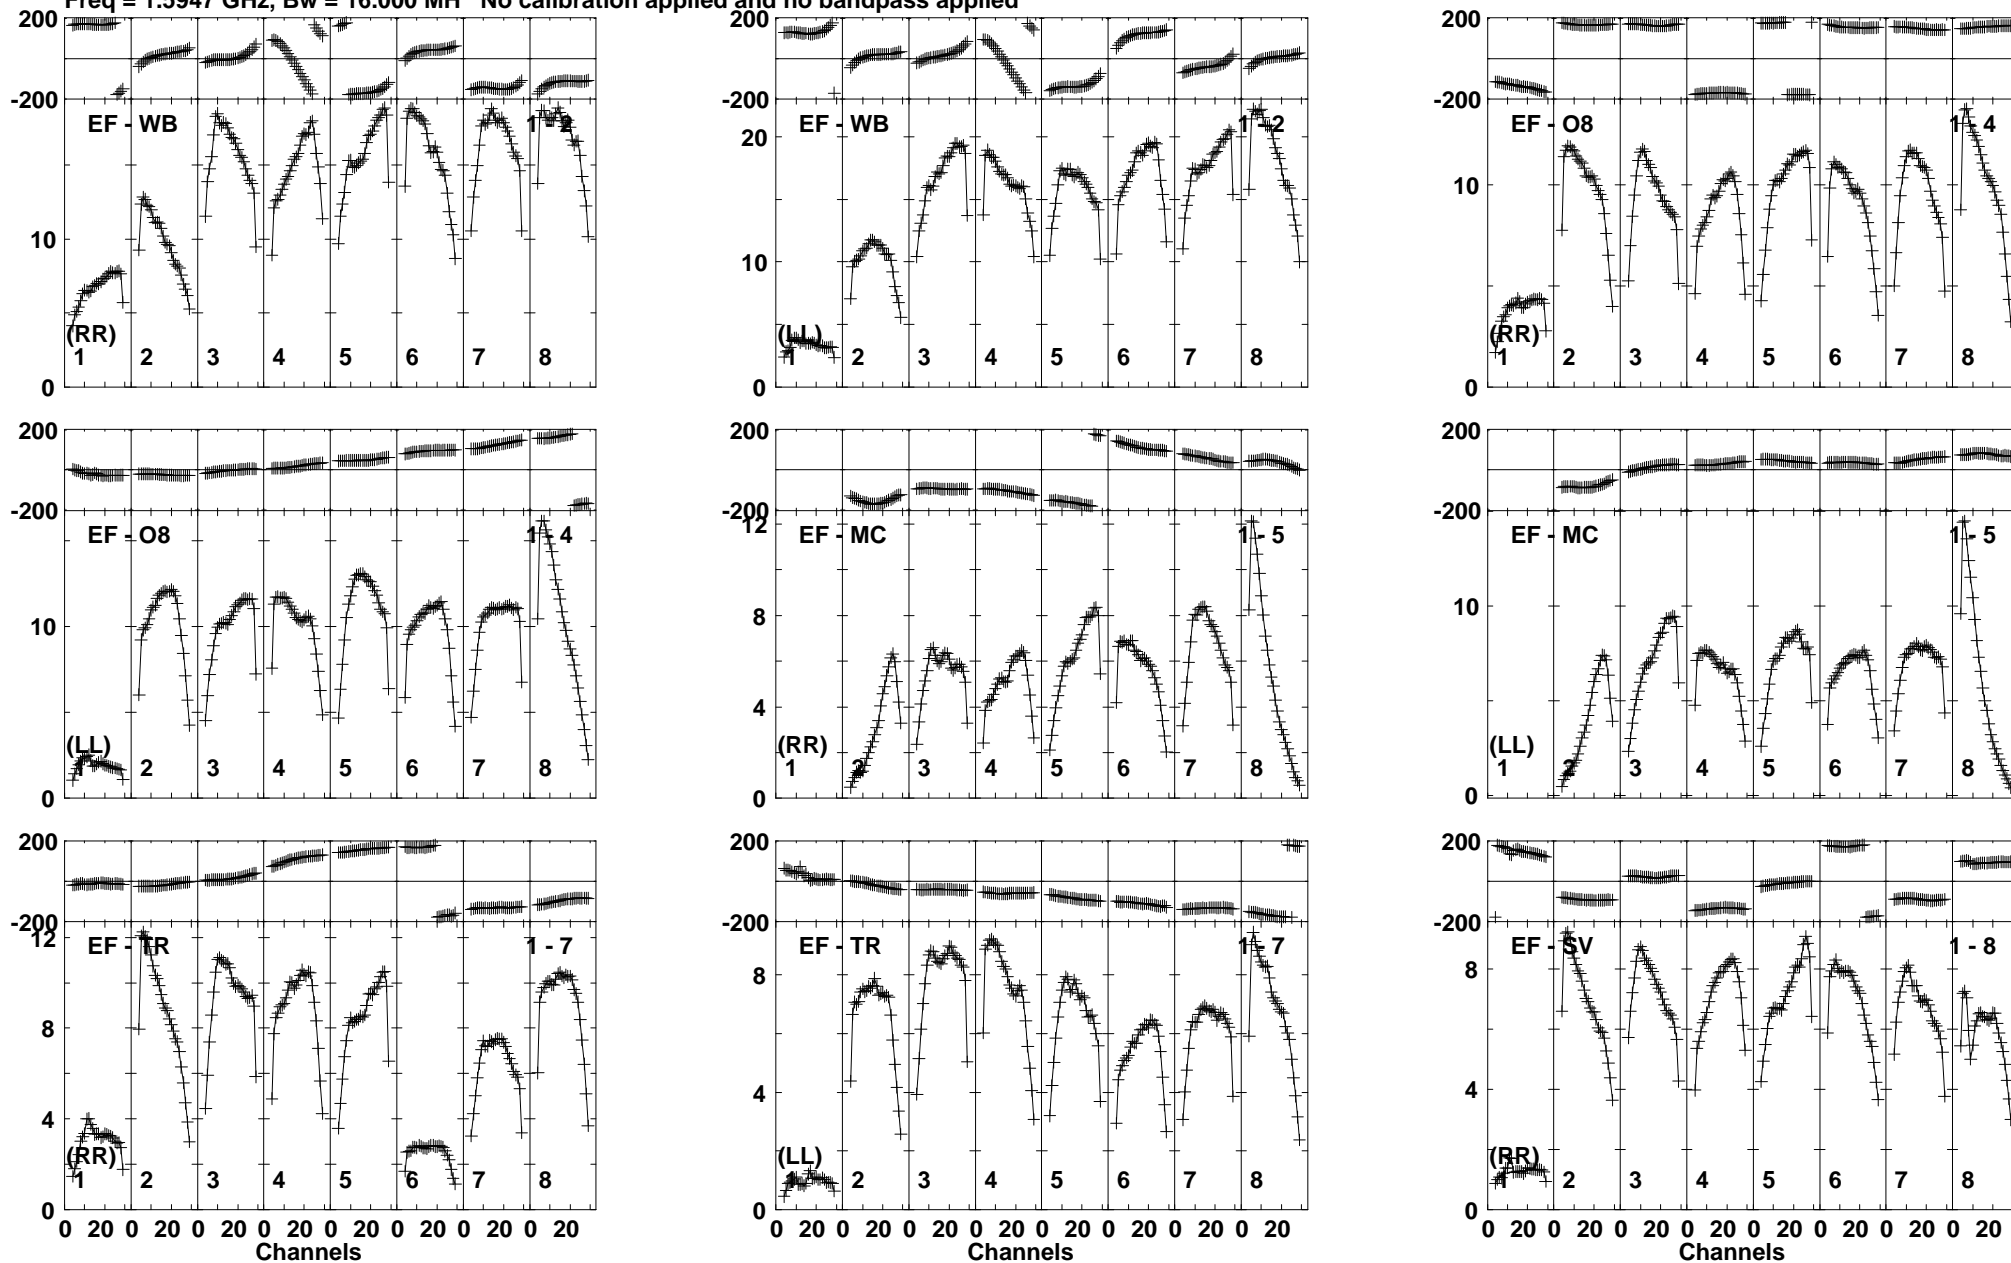 Freq = 1.5947 GHz, Bw = 16.000 MH No calibration applied and no bandpass applied
200 200 200
-200 -200 -200
EF - WB 1 - 2 EF - WB 1 - 2 EF - O8 1 - 4
20
10 10 10
(RR) (LL) (RR)
1 2 3 4 5 6 7 8 1 2 3 4 5 6 7 8 1 2 3 4 5 6 7 8
0 0 0
200 200 200
-200 -200 -200
EF - O8 1 - 4 EF - MC 1 - 5 EF - MC 1 - 5
12
10 8 10
4
(LL) (RR) (LL)
1 2 3 4 5 6 7 8 1 2 3 4 5 6 7 8 1 2 3 4 5 6 7 8
0 0 0
200 200 200
-200 -200 -200
12
EF - TR 1 - 7 EF - TR 1 - 7 EF - SV 1 - 8
8 8 8
4 4 4
(RR) (LL) (RR)
1 2 3 4 5 6 7 8 1 2 3 4 5 6 7 8 1 2 3 4 5 6 7 8
0 0 0
0 20 0 20 0 20 0 20 0 20 0 20 0 20 0 20 0 20 0 20 0 20 0 20 0 20 0 20 0 20 0 20 0 20 0 20 0 20 0 20 0 20 0 20 0 20 0 20
Channels Channels Channels